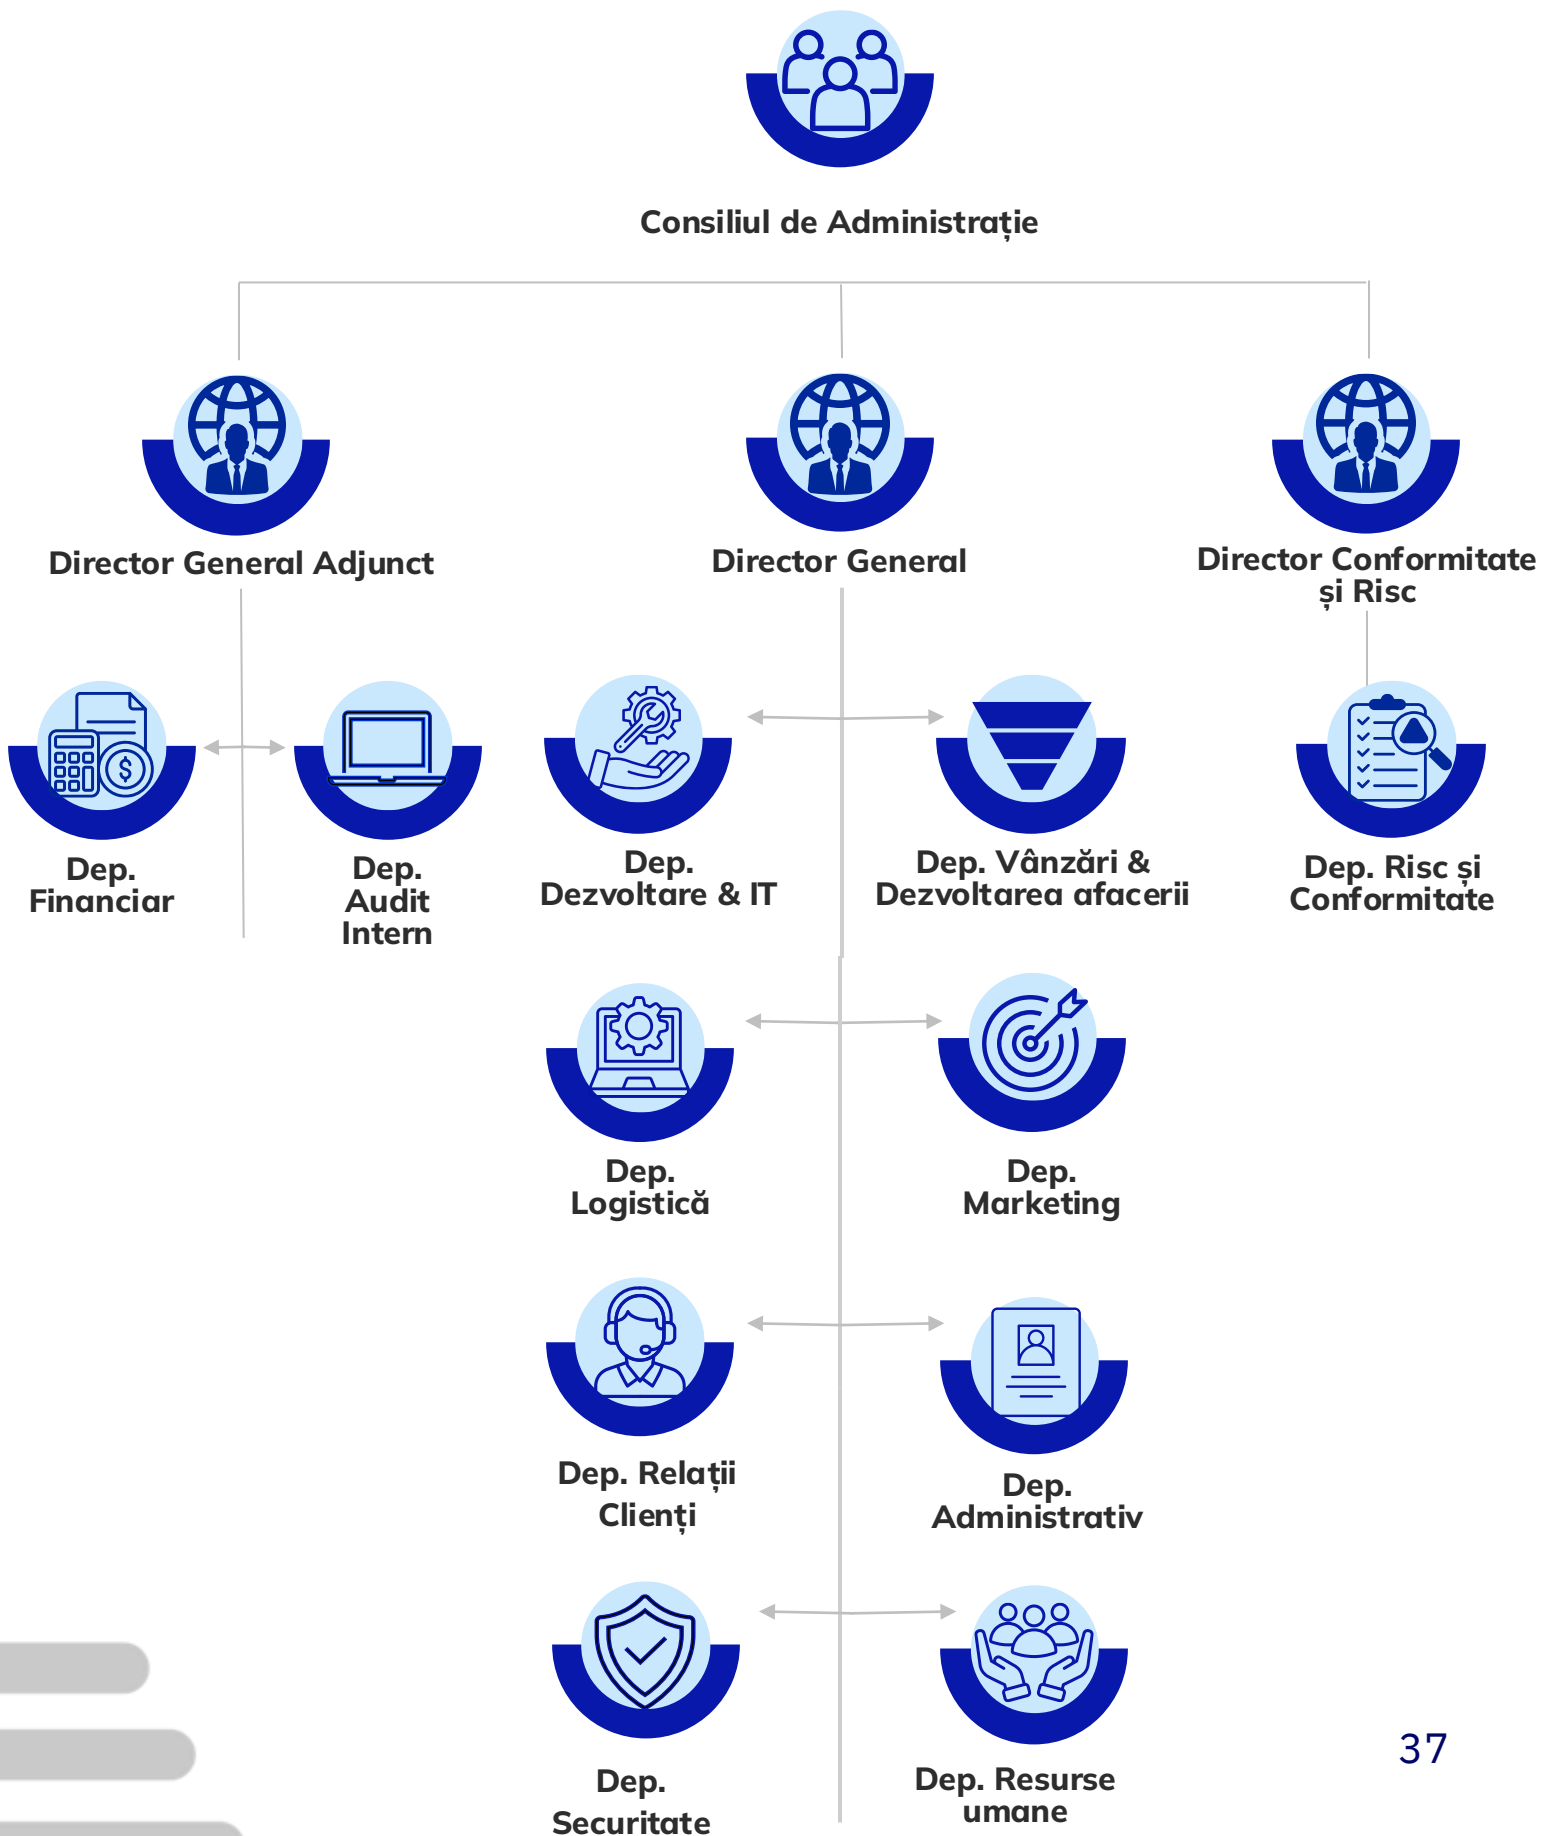 Consiliul de Administrație
Director General Adjunct
Director General
Director Conformitate
și Risc
Dep.
Financiar
Dep.
Audit
Intern
Dep.
Dezvoltare & IT
Dep. Vânzări &
Dezvoltarea afacerii
Dep. Risc și
Conformitate
Dep.
Logistică
Dep.
Marketing
Dep. Relații
Clienți
Dep.
Administrativ
Dep.
Securitate
Dep. Resurse
umane
37